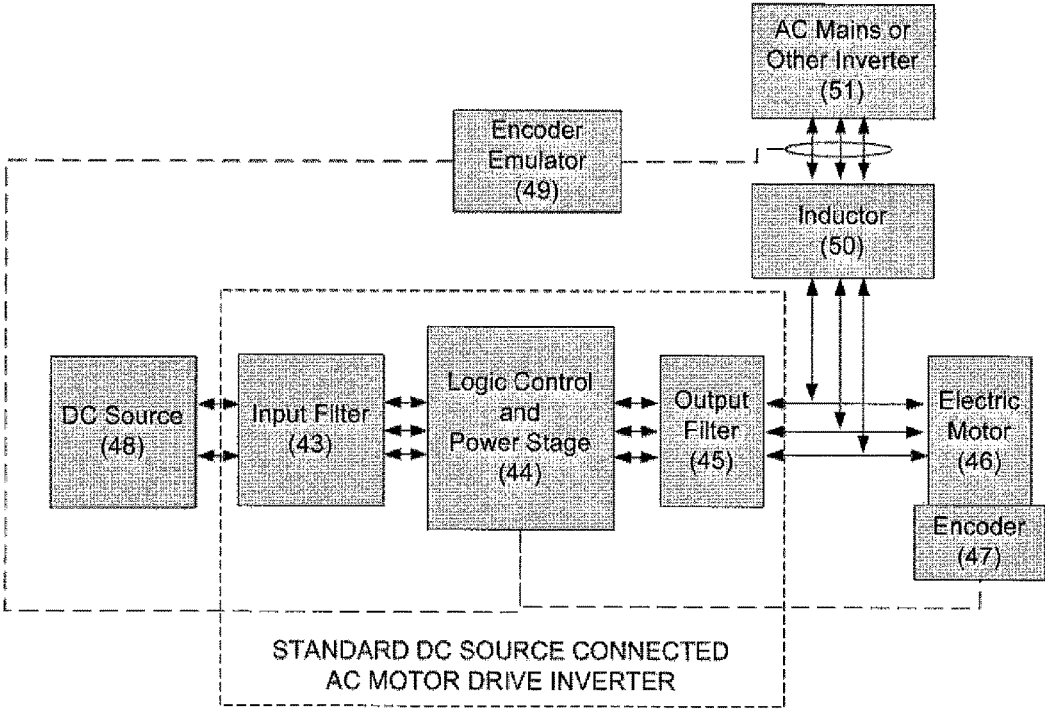 AC Mains or
Other Inverter
(51)
Encoder
Emulator
(49)
Inductor
(50)
DC Source
(48)
Input Filter
(43)
Logic Control
and
Power Stage
(44)
Output
Filter
(45)
Electric
Motor
(46)
Encoder
(47)
STANDARD DC SOURCE CONNECTED
AC MOTOR DRIVE INVERTER